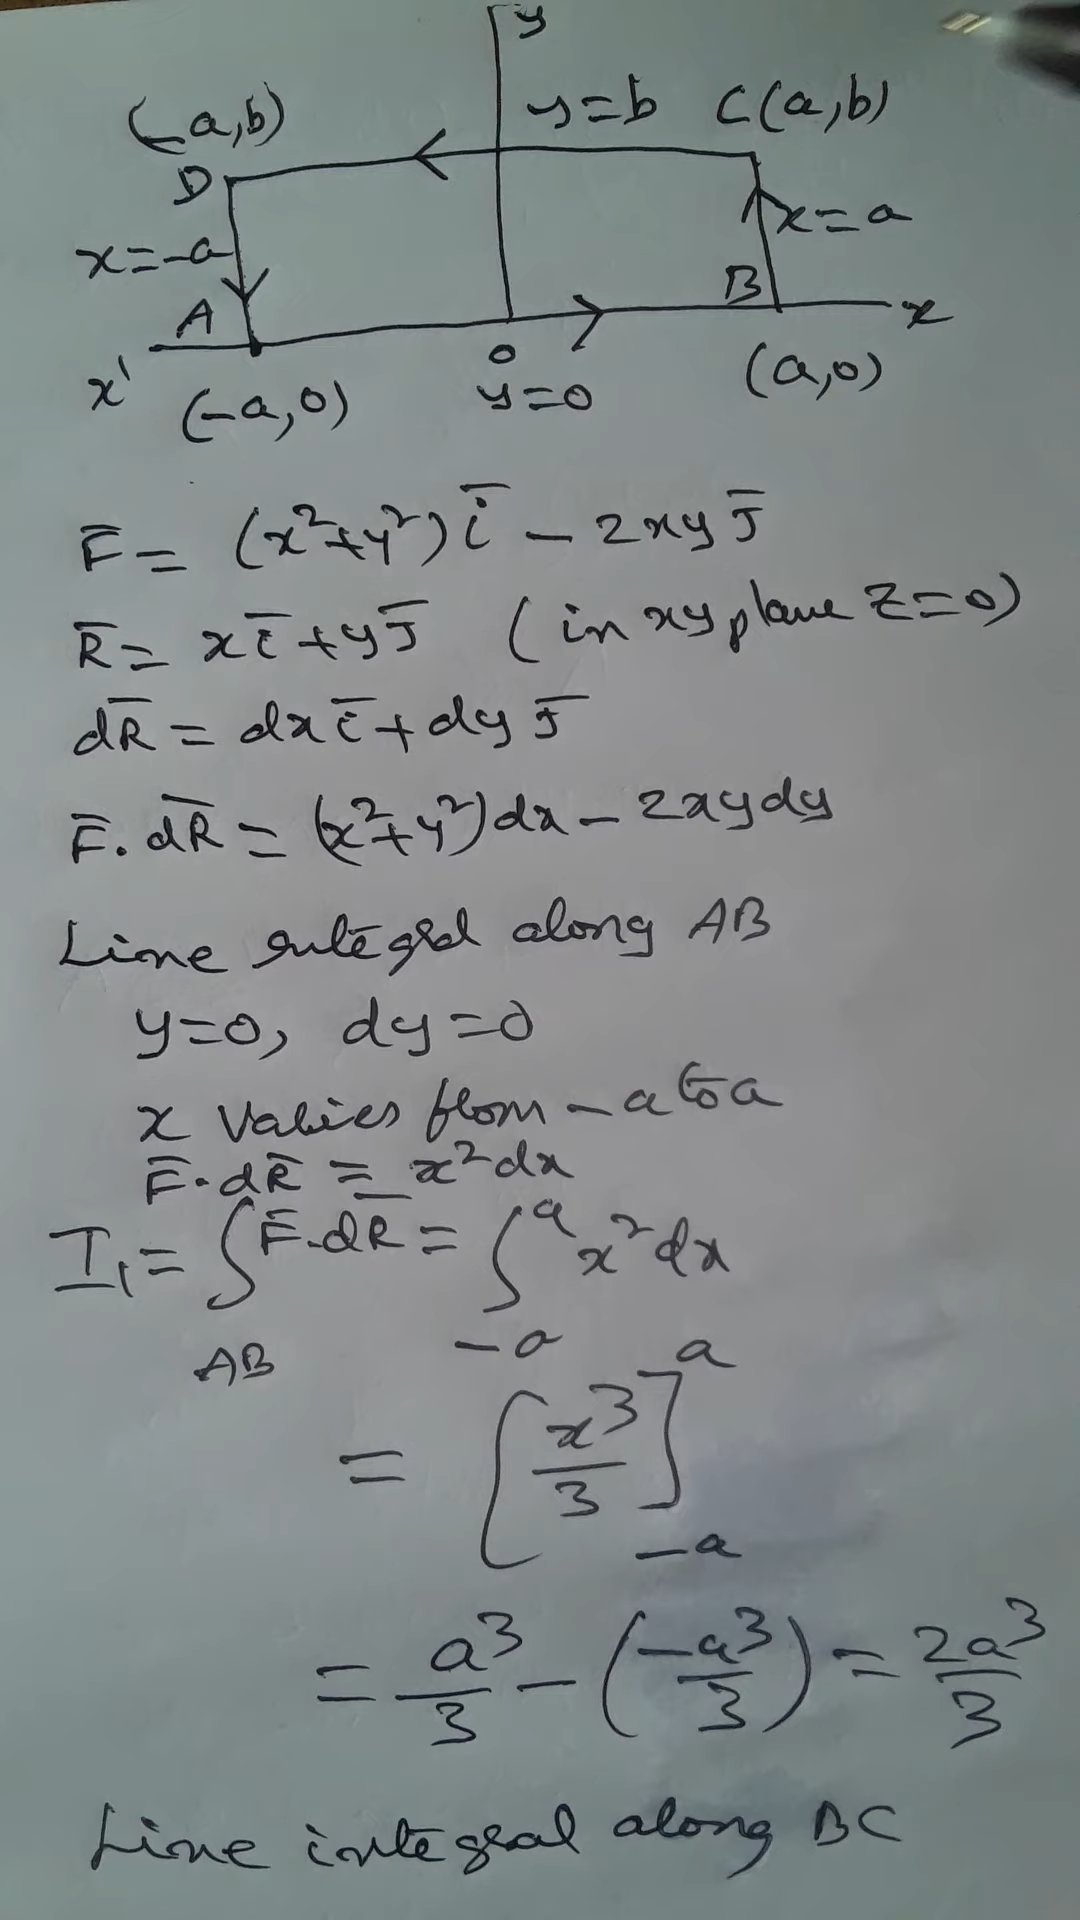 y
(-a,b) y=b C(a,b)
D
x=-a x=a
A B
x' (-a,0) 0 y=0 (a,0) x
F̄ = (x²+y²) ī - 2xy J̄
R̄ = x ī + y J̄ (in xy plane Z=0)
dR̄ = dx ī + dy J̄
F̄. dR̄ = (x²+y²)dx - 2xydy
Line integral along AB
y=0, dy=0
x varies from -a to a
F̄.dR̄ = x²dx
I₁ = ∫ F̄.dR̄ = ∫ᵃ x²dx
AB -a
= [x³/3]ᵃ
-a
= a³/3 - (-a³/3) = 2a³/3
Line integral along BC